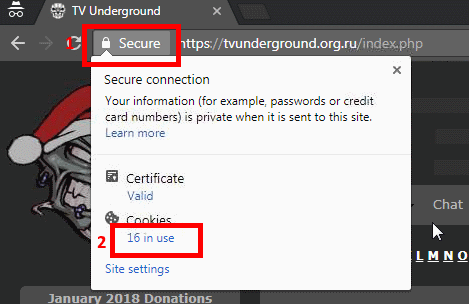 TV Underground
1 Secure https://tvunderground.org.ru/index.php
Secure connection
Your information (for example, passwords or credit
card numbers) is private when it is sent to this site.
Learn more
Certificate
Valid
Cookies
2 16 in use
Site settings
Chat
L M N O
January 2018 Donations